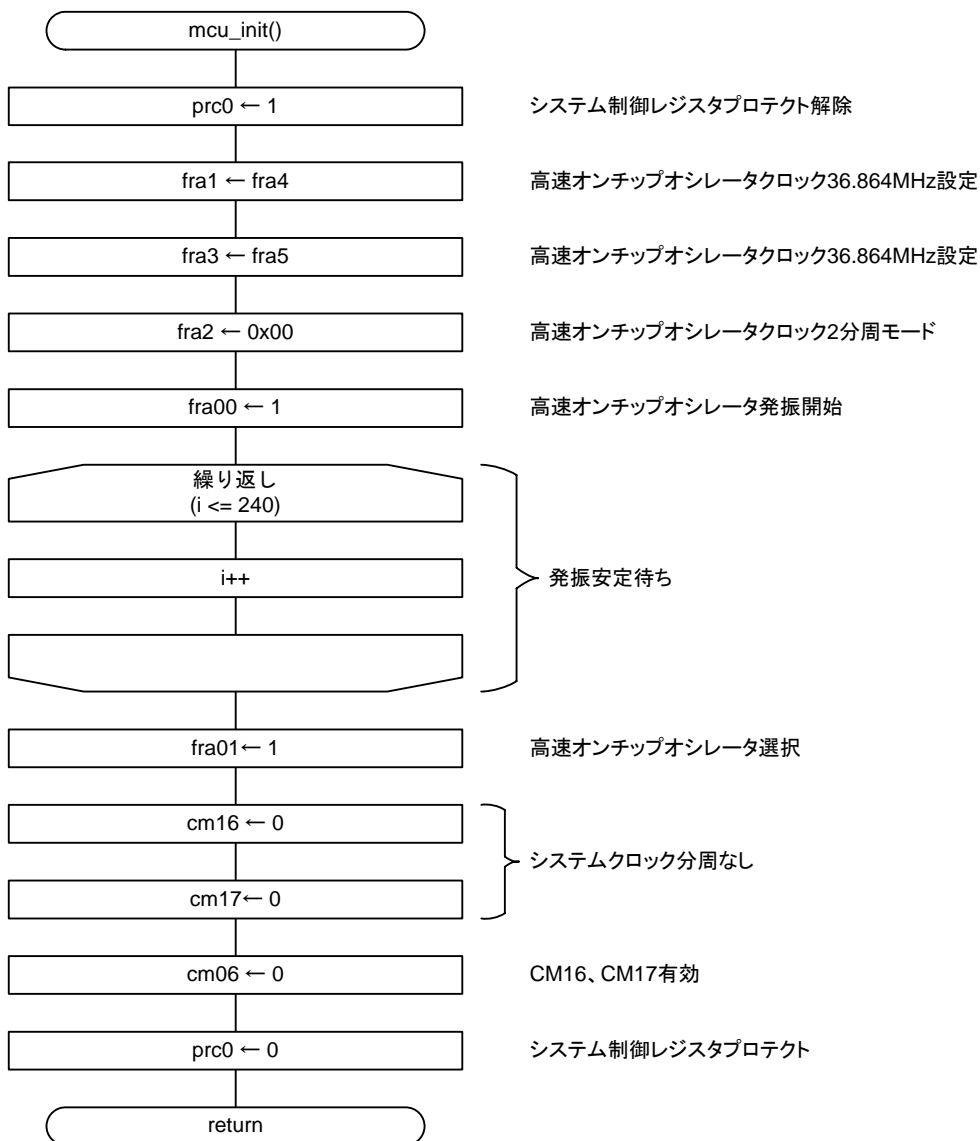 mcu_init()
prc0 ← 1
システム制御レジスタプロテクト解除
fra1 ← fra4
高速オンチップオシレータクロック36.864MHz設定
fra3 ← fra5
高速オンチップオシレータクロック36.864MHz設定
fra2 ← 0x00
高速オンチップオシレータクロック2分周モード
fra00 ← 1
高速オンチップオシレータ発振開始
繰り返し
(i <= 240)
i++
発振安定待ち
fra01← 1
高速オンチップオシレータ選択
cm16 ← 0
システムクロック分周なし
cm17← 0
cm06 ← 0
CM16、CM17有効
prc0 ← 0
システム制御レジスタプロテクト
return